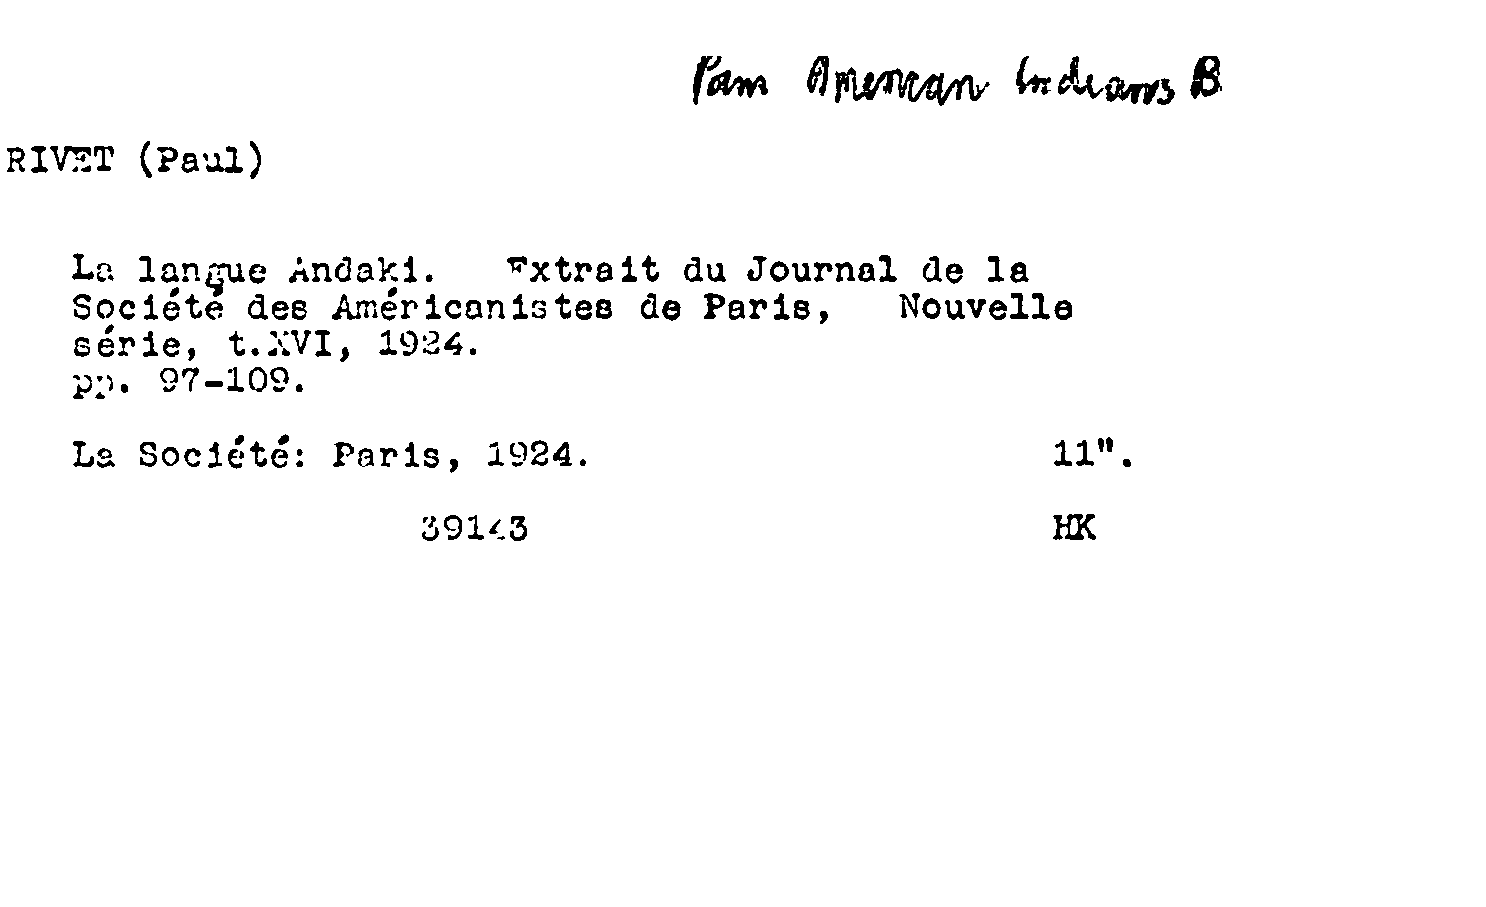 Pam American Indians B
RIVET (Paul)
La langue Andaki. Extrait du Journal de la
Société des Américanistes de Paris, Nouvelle
série, t.XVI, 1924.
pp. 97-109.
La Société: Paris, 1924. 11".
39143 HK